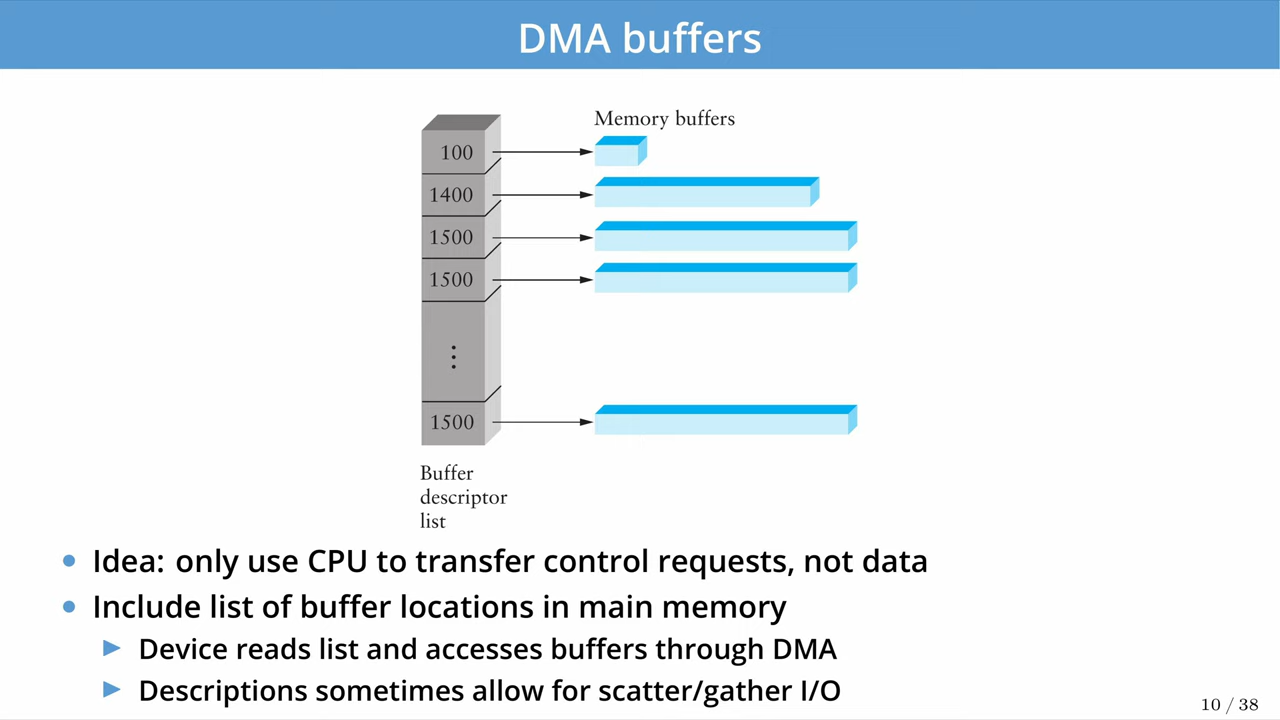 DMA buffers
Memory buffers
100
1400
1500
1500
⋮
1500
Buffer
descriptor
list
• Idea: only use CPU to transfer control requests, not data
• Include list of buffer locations in main memory
▶ Device reads list and accesses buffers through DMA
▶ Descriptions sometimes allow for scatter/gather I/O
10 / 38